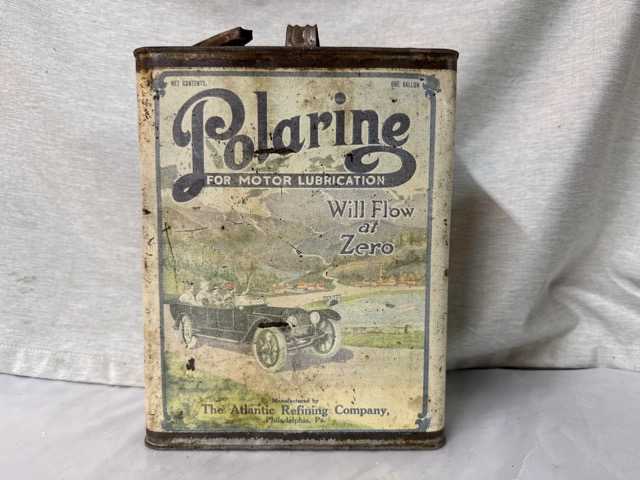 NET CONTENTS.
ONE GALLON
Polarine
FOR MOTOR LUBRICATION
Will Flow
at
Zero
Manufactured by
The Atlantic Refining Company,
Philadelphia, Pa.